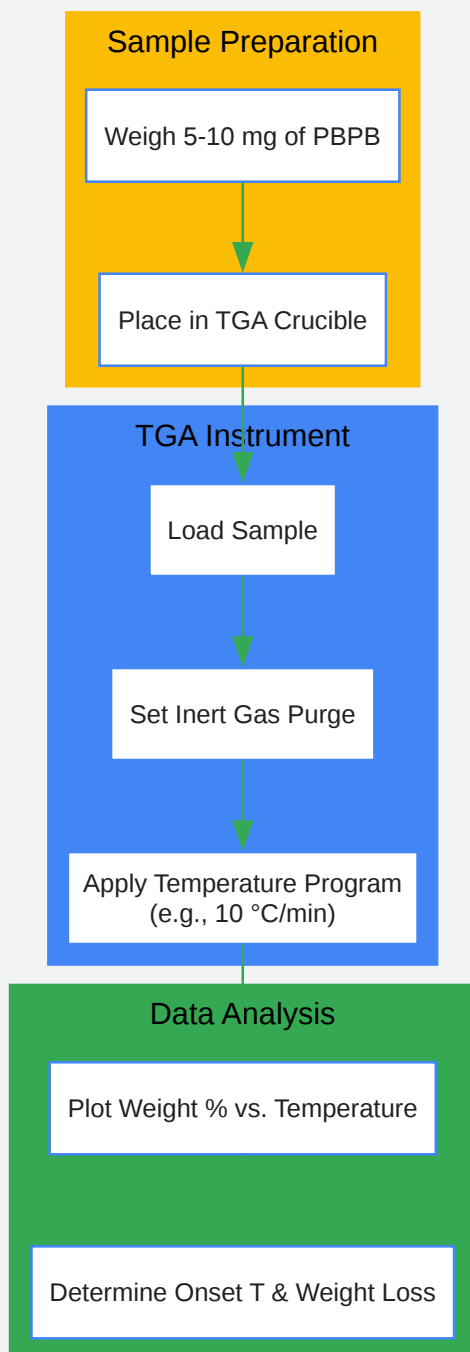 Sample Preparation
Weigh 5-10 mg of PBPB
Place in TGA Crucible
TGA Instrument
Load Sample
Set Inert Gas Purge
Apply Temperature Program
(e.g., 10 °C/min)
Data Analysis
Plot Weight % vs. Temperature
Determine Onset T & Weight Loss